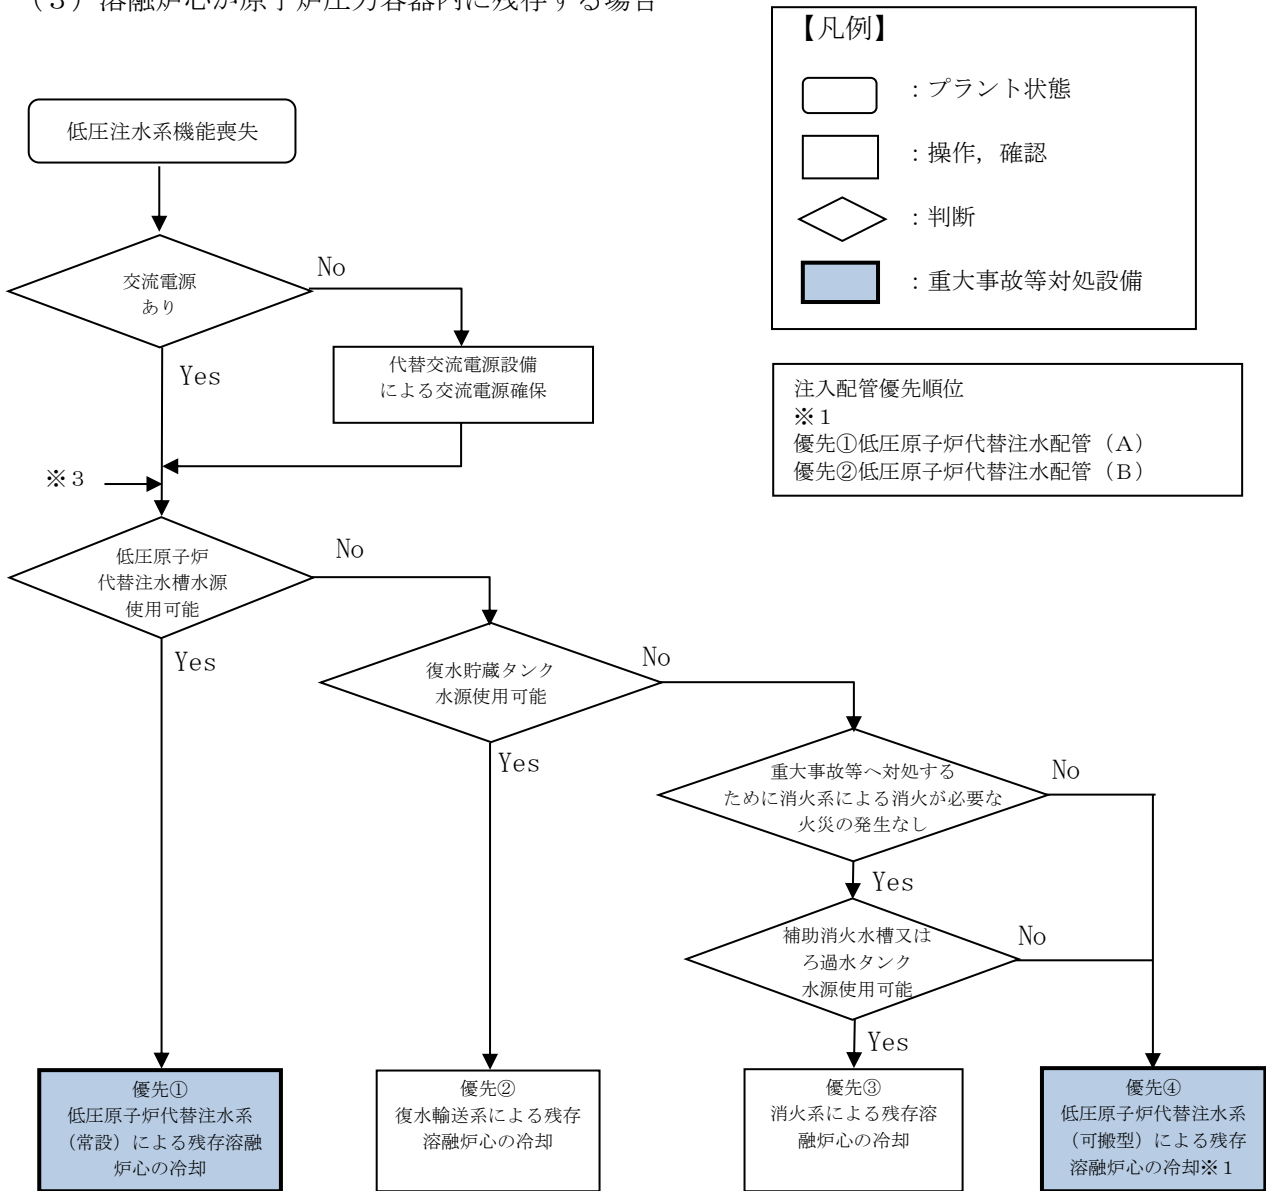 （３）溶融炉心が原子炉圧力容器内に残存する場合
【凡例】
：プラント状態
：操作，確認
：判断
：重大事故等対処設備
低圧注水系機能喪失
交流電源
あり
No
Yes
代替交流電源設備
による交流電源確保
注入配管優先順位
※１
優先①低圧原子炉代替注水配管（Ａ）
優先②低圧原子炉代替注水配管（Ｂ）
※３
低圧原子炉
代替注水槽水源
使用可能
No
Yes
復水貯蔵タンク
水源使用可能
No
Yes
重大事故等へ対処する
ために消火系による消火が必要な
火災の発生なし
No
Yes
補助消火水槽又は
ろ過水タンク
水源使用可能
No
Yes
優先①
低圧原子炉代替注水系
（常設）による残存溶融
炉心の冷却
優先②
復水輸送系による残存
溶融炉心の冷却
優先③
消火系による残存溶
融炉心の冷却
優先④
低圧原子炉代替注水系
（可搬型）による残存
溶融炉心の冷却※１